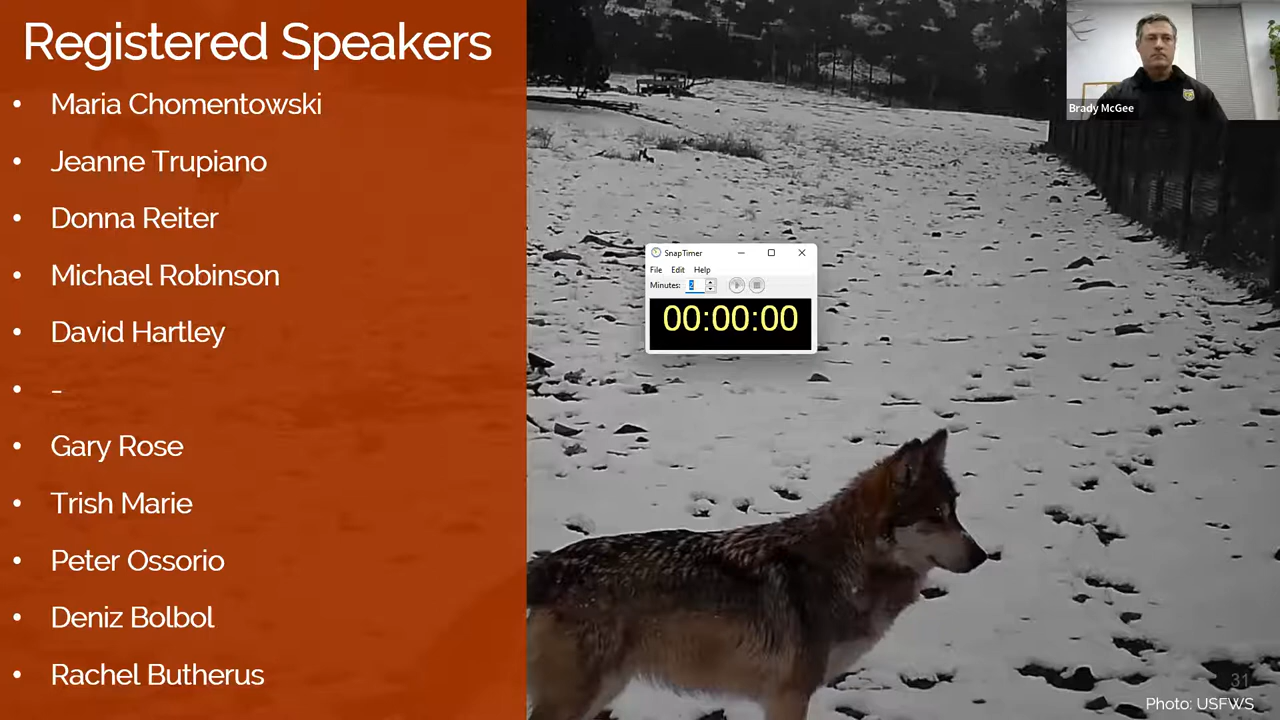 Registered Speakers
• Maria Chomentowski
• Jeanne Trupiano
• Donna Reiter
• Michael Robinson
• David Hartley
• –
• Gary Rose
• Trish Marie
• Peter Ossorio
• Deniz Bolbol
• Rachel Butherus
Brady McGee
SnapTimer
File Edit Help
Minutes: 2
00:00:00
31
Photo: USFWS